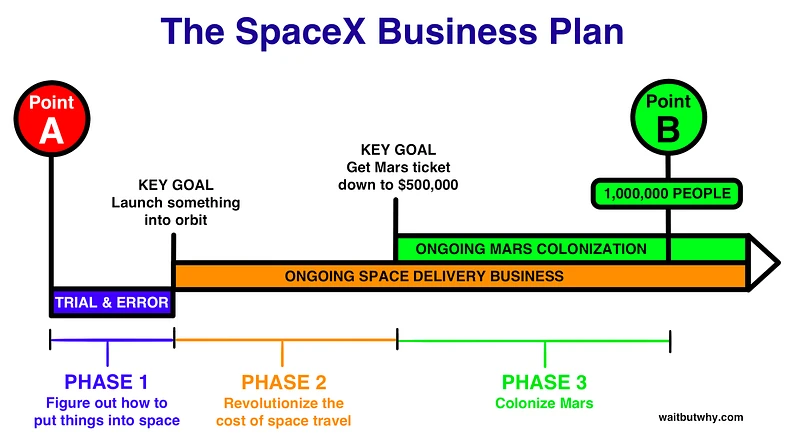 The SpaceX Business Plan
Point
A
Point
B
KEY GOAL
Launch something
into orbit
KEY GOAL
Get Mars ticket
down to $500,000
1,000,000 PEOPLE
ONGOING MARS COLONIZATION
ONGOING SPACE DELIVERY BUSINESS
TRIAL & ERROR
PHASE 1
Figure out how to
put things into space
PHASE 2
Revolutionize the
cost of space travel
PHASE 3
Colonize Mars
waitbutwhy.com